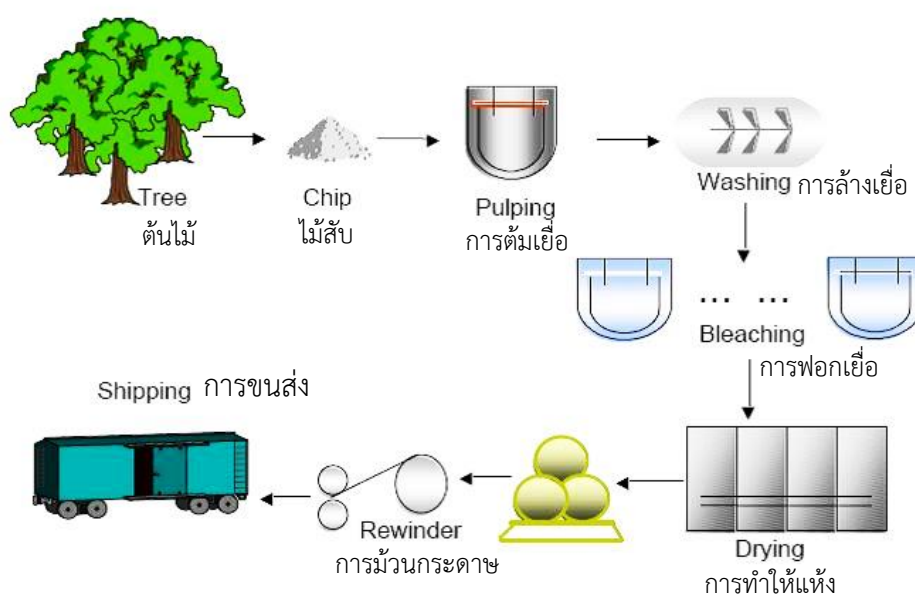 Tree
ต้นไม้
Chip
ไม้สับ
Pulping
การต้มเยื่อ
Washing การล้างเยื่อ
... ...
Bleaching
การฟอกเยื่อ
Drying
การทำให้แห้ง
Rewinder
การม้วนกระดาษ
Shipping การขนส่ง